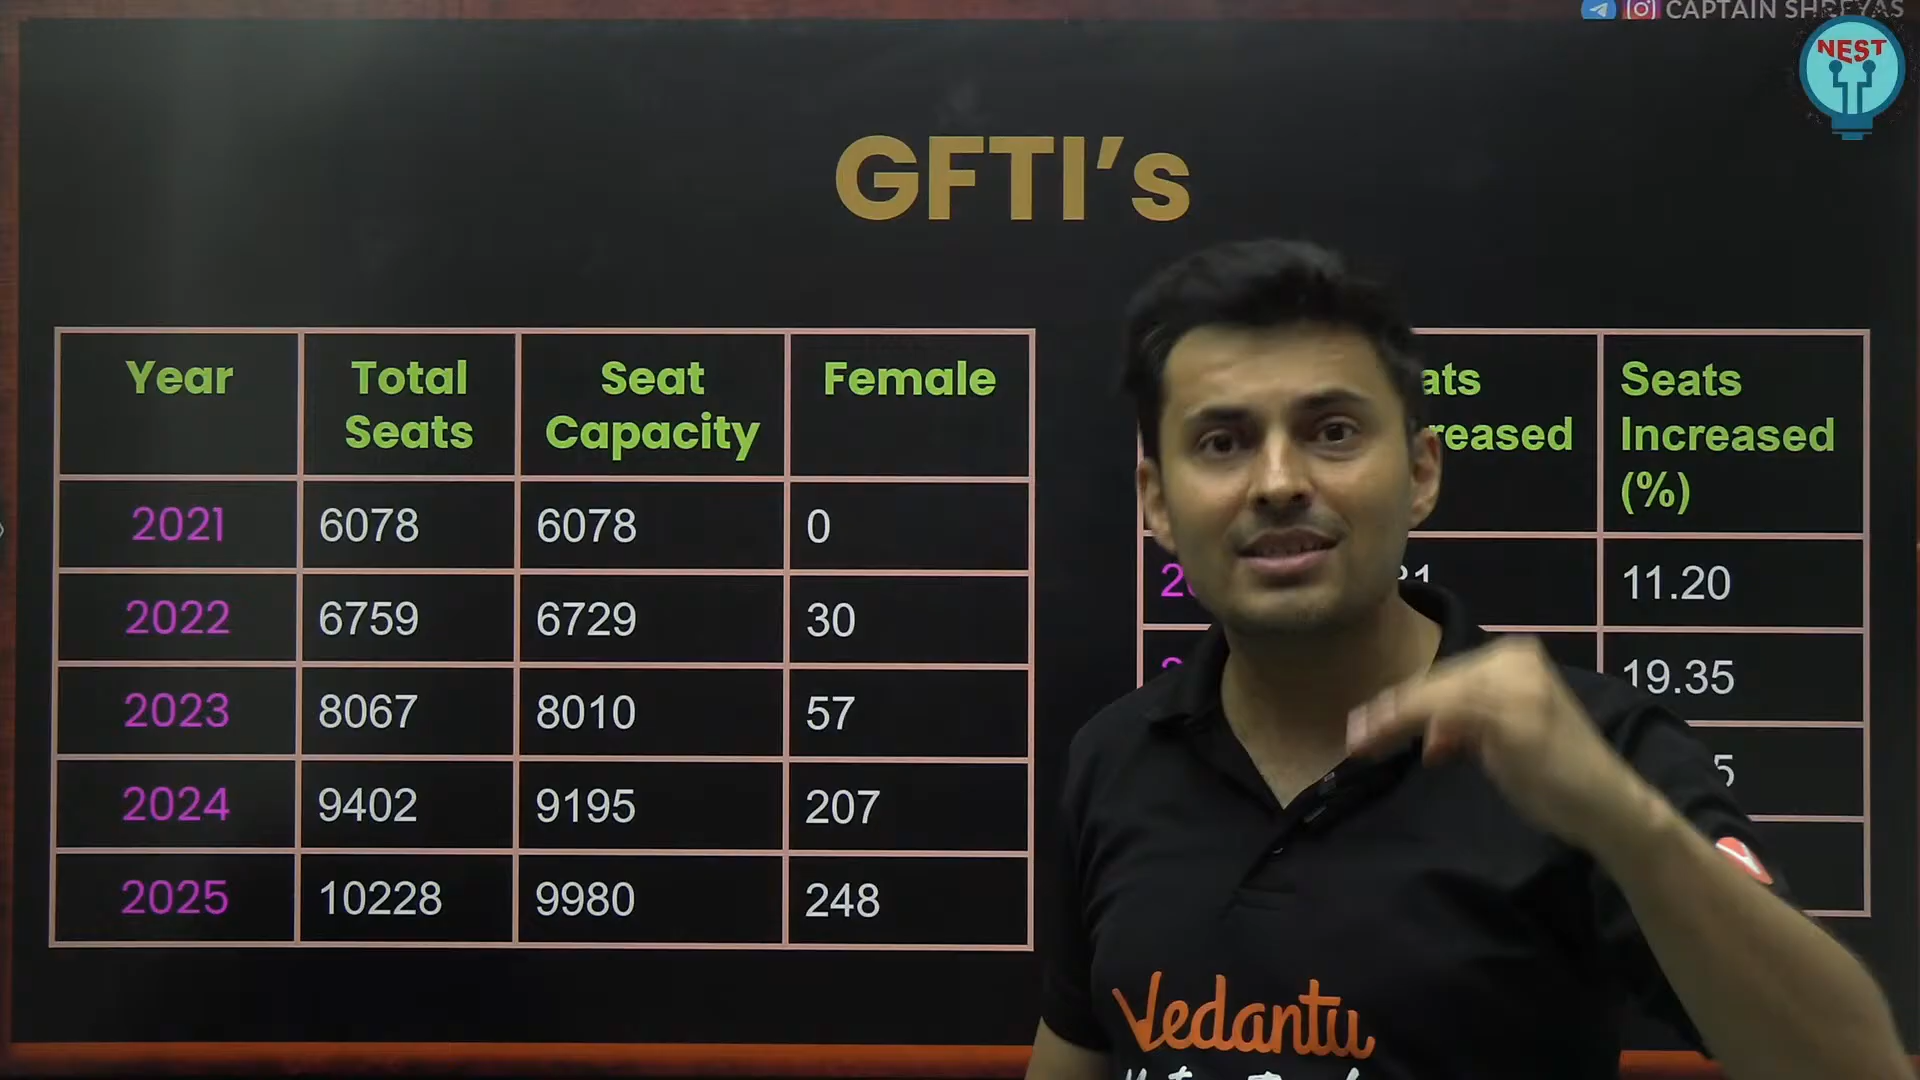 CAPTAIN SHREYAS
NEST
GFTI's
Year Total Seats Seat Capacity Female
2021 6078 6078 0
2022 6759 6729 30
2023 8067 8010 57
2024 9402 9195 207
2025 10228 9980 248
Seats Increased (%)
11.20
19.35
Vedantu